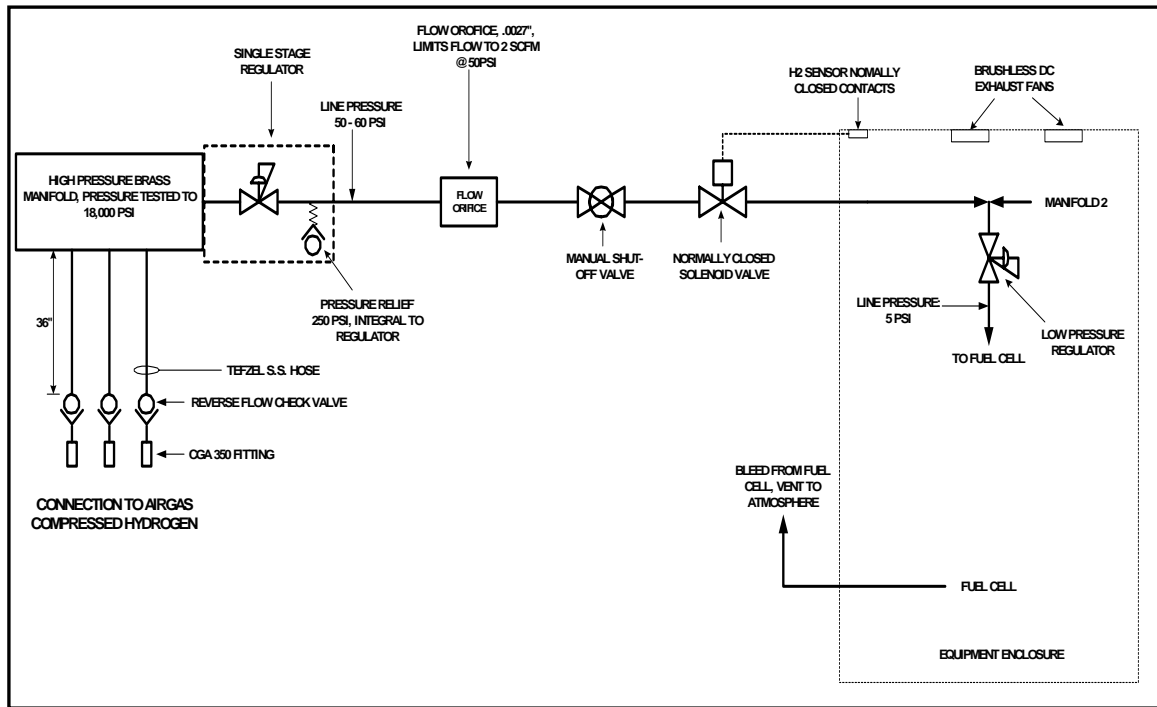 FLOW OROFICE, .0027",
LIMITS FLOW TO 2 SCFM
@ 50PSI
SINGLE STAGE
REGULATOR
LINE PRESSURE
50 - 60 PSI
H2 SENSOR NOMALLY
CLOSED CONTACTS
BRUSHLESS DC
EXHAUST FANS
HIGH PRESSURE BRASS
MANIFOLD, PRESSURE TESTED TO
18,000 PSI
FLOW
ORIFICE
MANIFOLD 2
MANUAL SHUT-
OFF VALVE
NORMALLY CLOSED
SOLENOID VALVE
PRESSURE RELIEF
250 PSI, INTEGRAL TO
REGULATOR
LINE PRESSURE:
5 PSI
LOW PRESSURE
REGULATOR
TO FUEL CELL
36"
TEFZEL S.S. HOSE
REVERSE FLOW CHECK VALVE
CGA 350 FITTING
CONNECTION TO AIRGAS
COMPRESSED HYDROGEN
BLEED FROM FUEL
CELL, VENT TO
ATMOSPHERE
FUEL CELL
EQUIPMENT ENCLOSURE